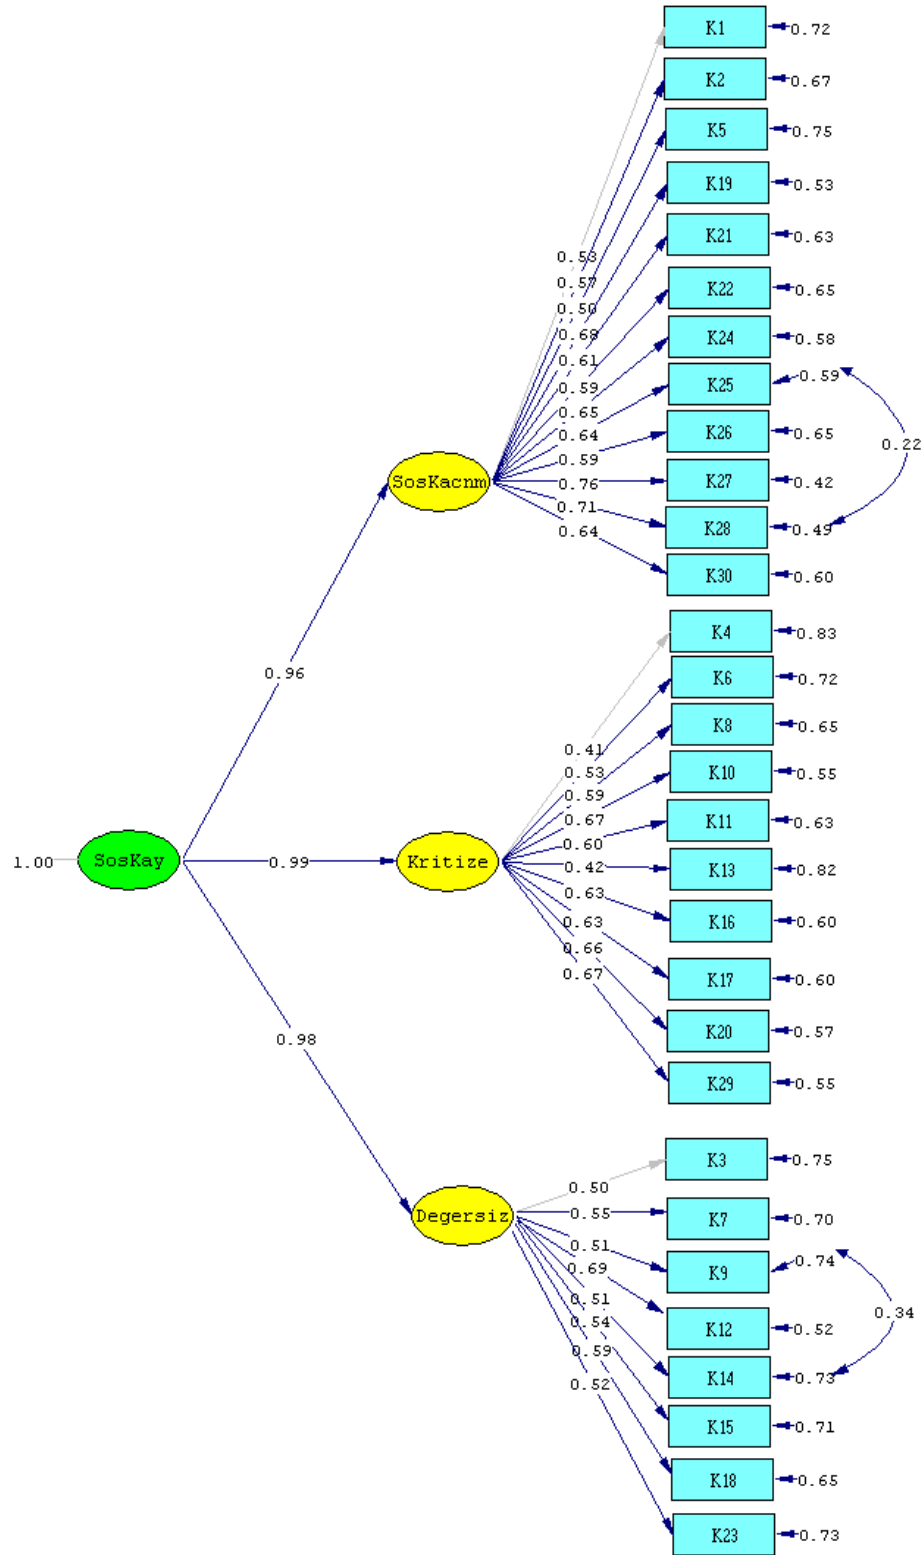 K1 0.72
K2 0.67
K5 0.75
K19 0.53
K21 0.63
0.53
0.57
K22 0.65
0.50
0.68
K24 0.58
0.61
K25 0.59
0.59
0.65
K26 0.65
0.64
0.22
0.59
SosKacnm
0.76
K27 0.42
0.71
K28 0.49
0.64
K30 0.60
K4 0.83
0.96
K6 0.72
K8 0.65
0.41
0.53
K10 0.55
0.59
0.67
K11 0.63
0.60
1.00 SosKay 0.99 Kritize
0.42
K13 0.82
0.63
0.63
K16 0.60
0.66
0.67
K17 0.60
K20 0.57
0.98
K29 0.55
K3 0.75
0.50
Degersiz
0.55
K7 0.70
0.51
K9 0.74
0.69
0.51
0.34
0.54
K12 0.52
0.59
K14 0.73
0.52
K15 0.71
K18 0.65
K23 0.73